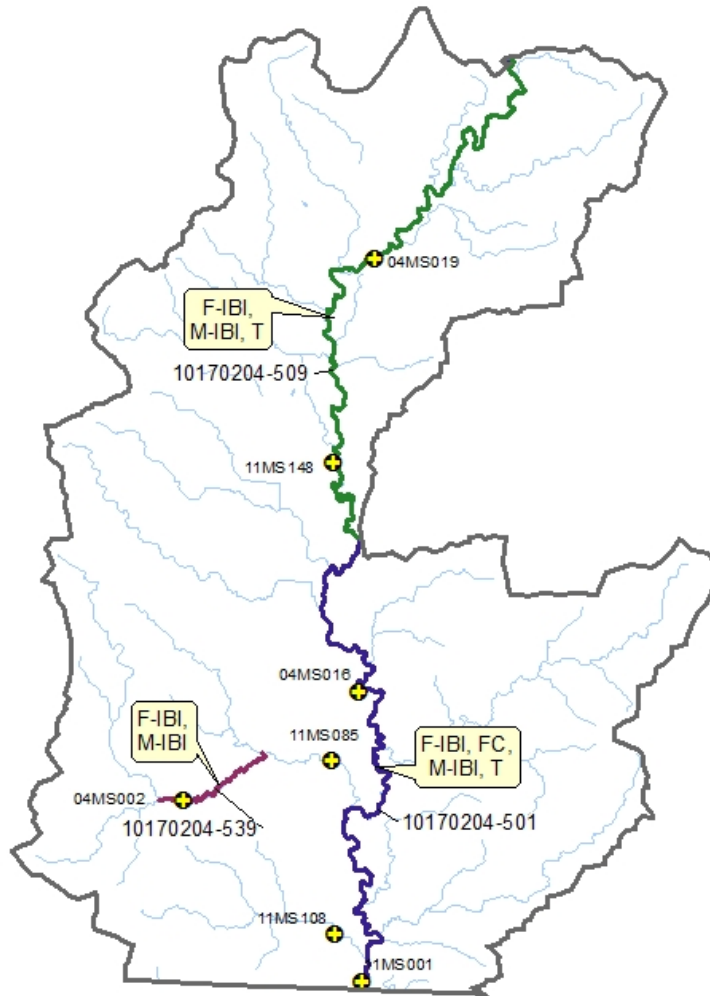 04MS019
F-IBI,
M-IBI, T
10170204-509
11MS148
04MS016
F-IBI,
M-IBI
11MS085
F-IBI, FC,
M-IBI, T
04MS002
10170204-539
10170204-501
11MS108
1MS001